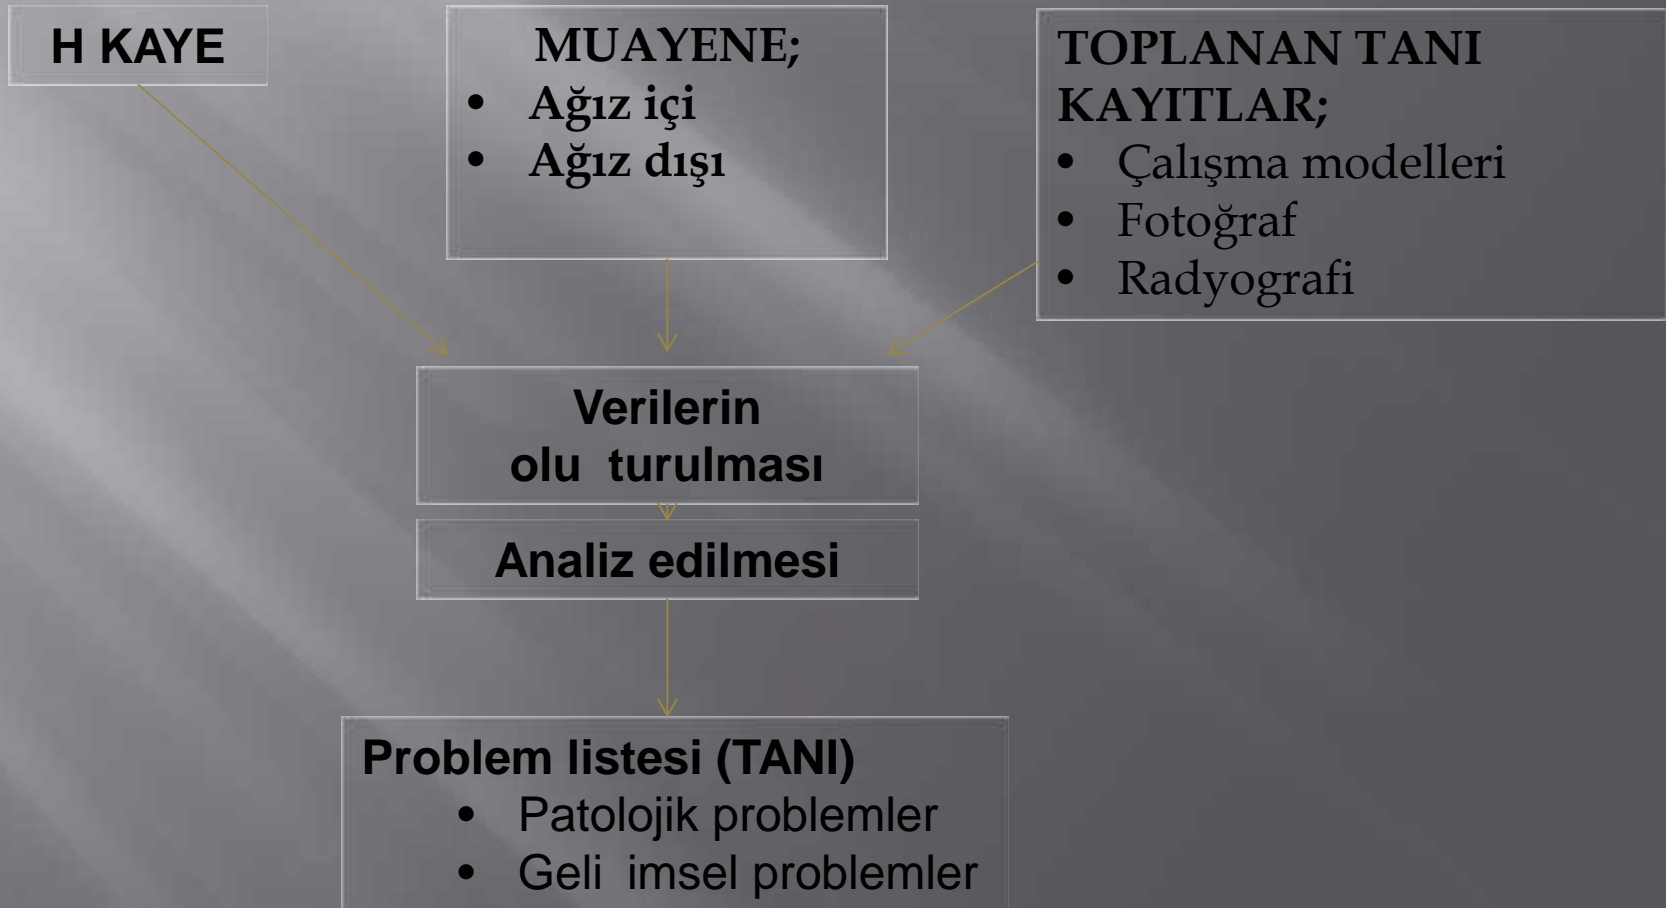 H KAYE
MUAYENE;
• Ağız içi
• Ağız dışı
TOPLANAN TANI
KAYITLAR;
• Çalışma modelleri
• Fotoğraf
• Radyografi
Verilerin
olu turulması
Analiz edilmesi
Problem listesi (TANI)
• Patolojik problemler
• Geli imsel problemler